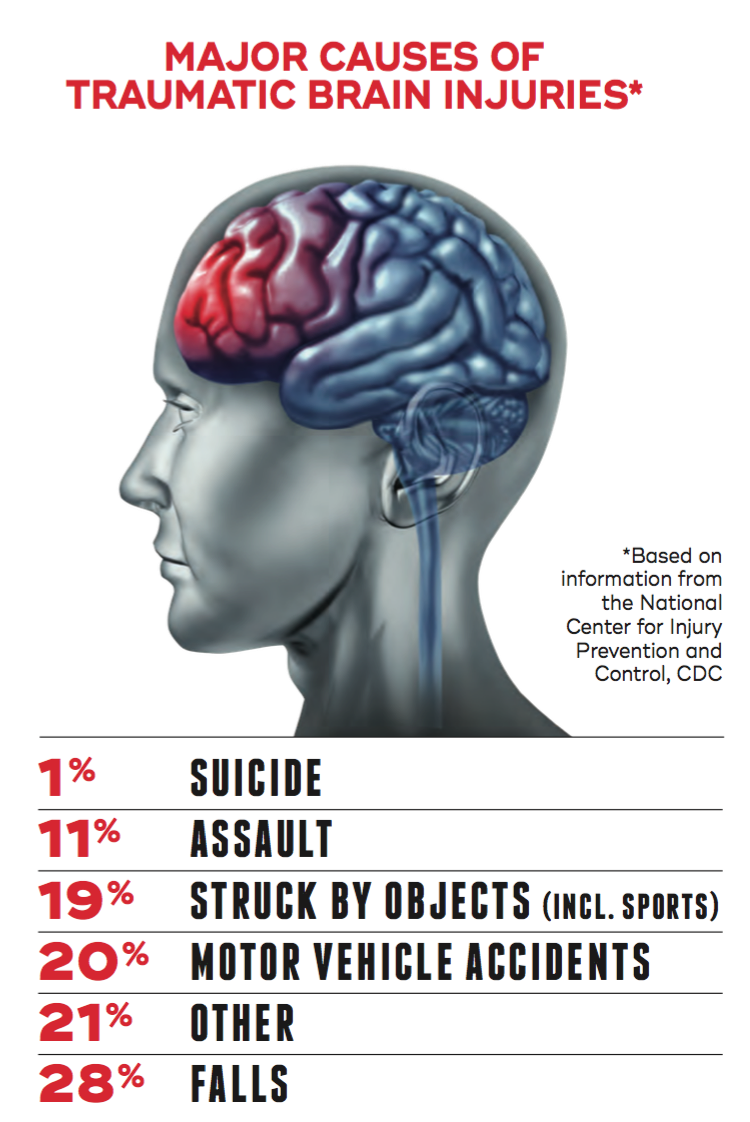 MAJOR CAUSES OF
TRAUMATIC BRAIN INJURIES*
*Based on
information from
the National
Center for Injury
Prevention and
Control, CDC
1% SUICIDE
11% ASSAULT
19% STRUCK BY OBJECTS (INCL. SPORTS)
20% MOTOR VEHICLE ACCIDENTS
21% OTHER
28% FALLS